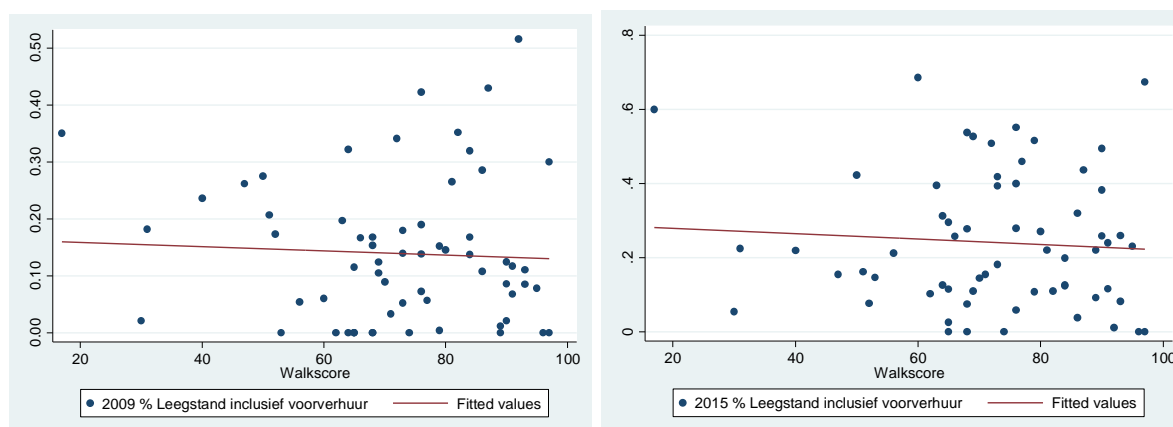 0.50
0.40
0.30
0.20
0.10
0.00
20 40 60 80 100
Walkscore
2009 % Leegstand inclusief voorverhuur Fitted values
.8
.6
.4
.2
0
20 40 60 80 100
Walkscore
2015 % Leegstand inclusief voorverhuur Fitted values